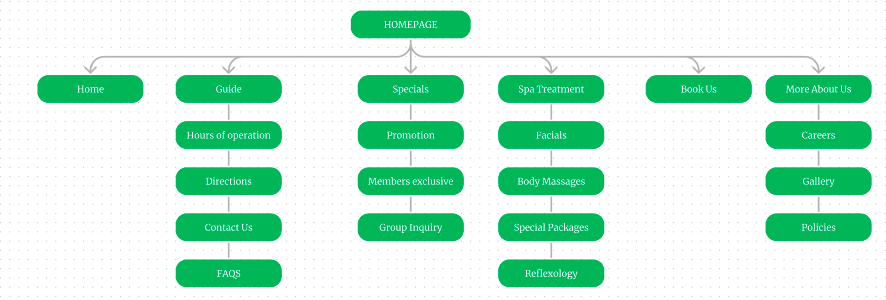 HOMEPAGE
Home
Guide
Specials
Spa Treatment
Book Us
More About Us
Hours of operation
Promotion
Facials
Careers
Directions
Members exclusive
Body Massages
Gallery
Contact Us
Group Inquiry
Special Packages
Policies
FAQS
Reflexology